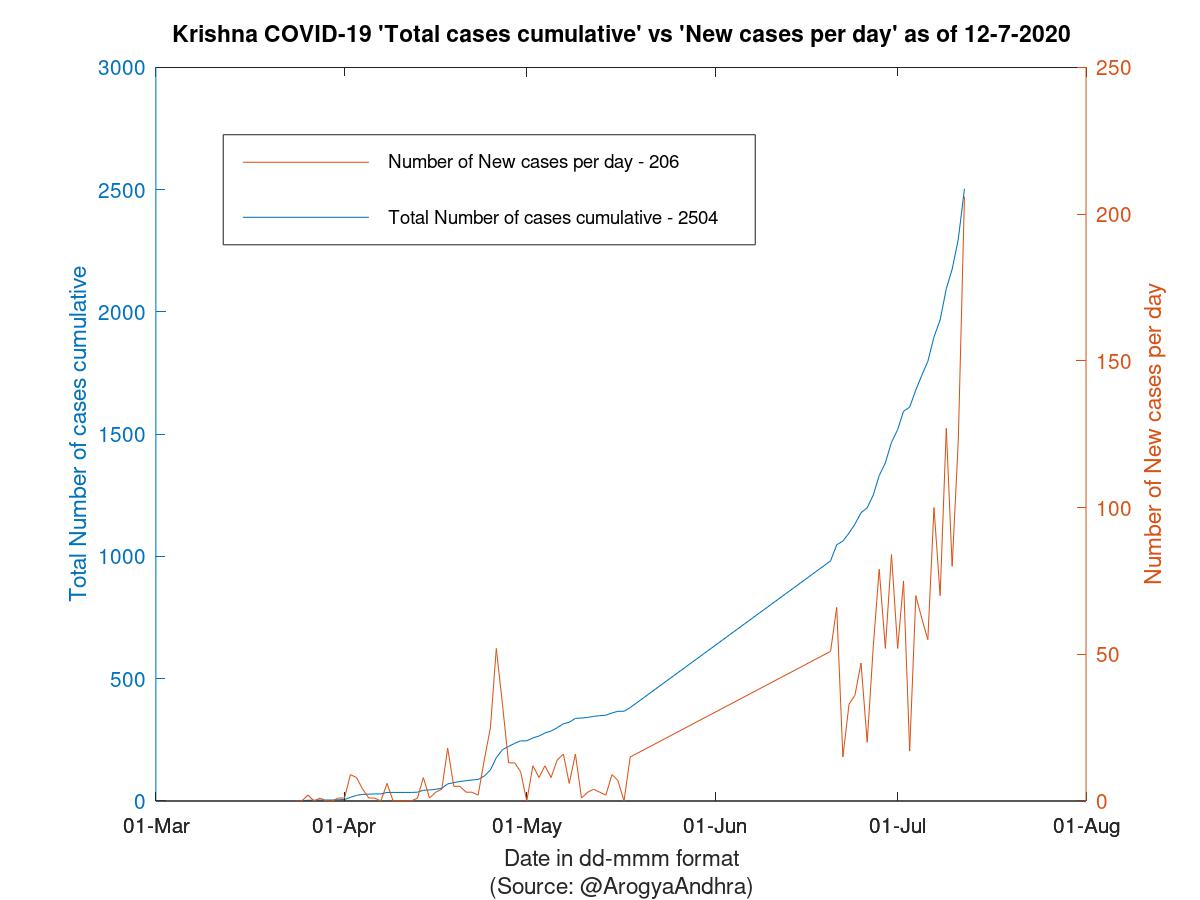 Krishna COVID-19 'Total cases cumulative' vs 'New cases per day' as of 12-7-2020
3000
2500
2000
1500
1000
500
0
Total Number of cases cumulative
Number of New cases per day - 206
Total Number of cases cumulative - 2504
250
200
150
100
50
0
Number of New cases per day
01-Mar
01-Apr
01-May
01-Jun
01-Jul
01-Aug
Date in dd-mmm format
(Source: @ArogyaAndhra)